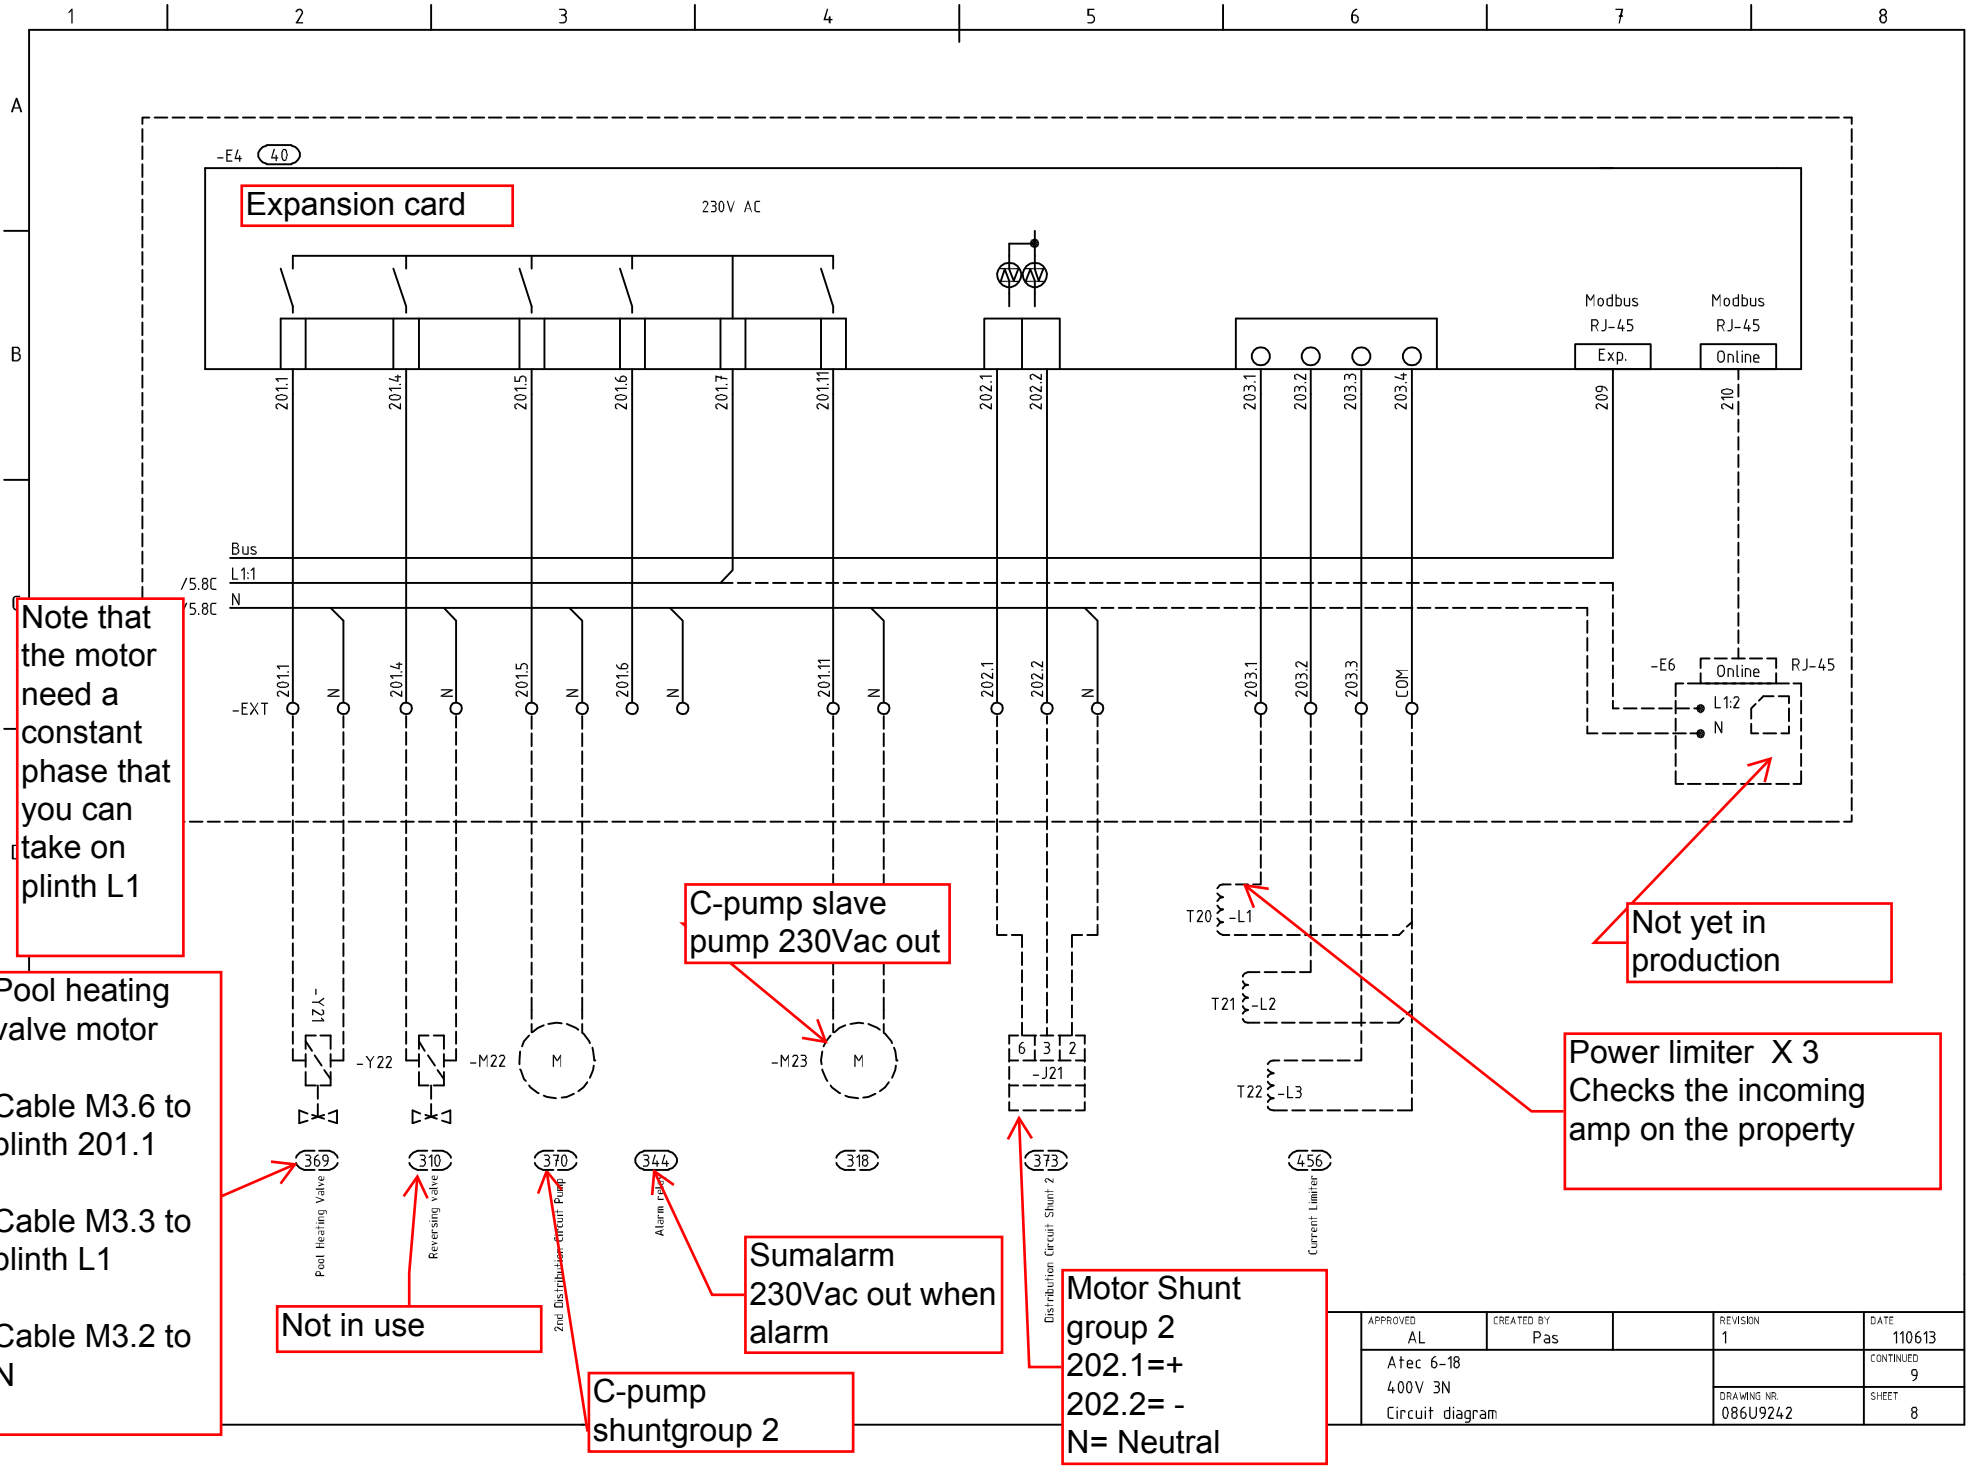 1 2 3 4 5 6 7 8
A
-E4 40
Expansion card
230V AC
Modbus Modbus
RJ-45 RJ-45
B
Exp. Online
201.1 201.4 201.5 201.6 201.7 201.11 202.1 202.2 203.1 203.2 203.3 203.4 209 210
Bus
/5.8C L1:1
/5.8C N
Note that
the motor
need a
constant
phase that
you can
take on
plinth L1
201.1 N 201.4 N 201.5 N 201.6 N 201.11 N 202.1 202.2 N 203.1 203.2 203.3 COM
-EXT
-E6 Online RJ-45
L1:2
N
C-pump slave
pump 230Vac out
T20 -L1
Not yet in
production
Pool heating
valve motor
Cable M3.6 to
plinth 201.1
Cable M3.3 to
plinth L1
Cable M3.2 to
N
-Y21
T21 -L2
-Y22 -M22 M -M23 M
6 3 2
-J21
T22 -L3
Power limiter X 3
Checks the incoming
amp on the property
369 310 370 344 318 373 456
Pool Heating Valve
Reversing valve
2nd Distribution Circuit Pump
Alarm relay
Distribution Circuit Shunt 2
Current Limiter
Not in use
Sumalarm
230Vac out when
alarm
C-pump
shuntgroup 2
Motor Shunt
group 2
202.1=+
202.2= -
N= Neutral
APPROVED CREATED BY REVISION DATE
AL Pas 1 110613
Atec 6-18 CONTINUED
400V 3N 9
Circuit diagram
DRAWING NR. SHEET
086U9242 8